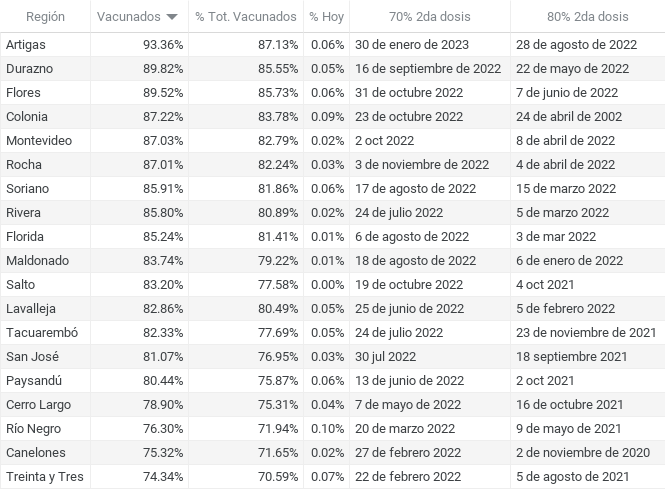 Región Vacunados % Tot. Vacunados % Hoy 70% 2da dosis 80% 2da dosis
Artigas 93.36% 87.13% 0.06% 30 de enero de 2023 28 de agosto de 2022
Durazno 89.82% 85.55% 0.05% 16 de septiembre de 2022 22 de mayo de 2022
Flores 89.52% 85.73% 0.06% 31 de octubre 2022 7 de junio de 2022
Colonia 87.22% 83.78% 0.09% 23 de octubre 2022 24 de abril de 2002
Montevideo 87.03% 82.79% 0.02% 2 oct 2022 8 de abril de 2022
Rocha 87.01% 82.24% 0.03% 3 de noviembre de 2022 4 de abril de 2022
Soriano 85.91% 81.86% 0.06% 17 de agosto de 2022 15 de marzo 2022
Rivera 85.80% 80.89% 0.02% 24 de julio 2022 5 de marzo 2022
Florida 85.24% 81.41% 0.01% 6 de agosto de 2022 3 de mar 2022
Maldonado 83.74% 79.22% 0.01% 18 de agosto de 2022 6 de enero de 2022
Salto 83.20% 77.58% 0.00% 19 de octubre 2022 4 oct 2021
Lavalleja 82.86% 80.49% 0.05% 25 de junio de 2022 5 de febrero 2022
Tacuarembó 82.33% 77.69% 0.05% 24 de julio 2022 23 de noviembre de 2021
San José 81.07% 76.95% 0.03% 30 jul 2022 18 septiembre 2021
Paysandú 80.44% 75.87% 0.06% 13 de junio de 2022 2 oct 2021
Cerro Largo 78.90% 75.31% 0.04% 7 de mayo de 2022 16 de octubre 2021
Río Negro 76.30% 71.94% 0.10% 20 de marzo 2022 9 de mayo de 2021
Canelones 75.32% 71.65% 0.02% 27 de febrero 2022 2 de noviembre de 2020
Treinta y Tres 74.34% 70.59% 0.07% 22 de febrero 2022 5 de agosto de 2021